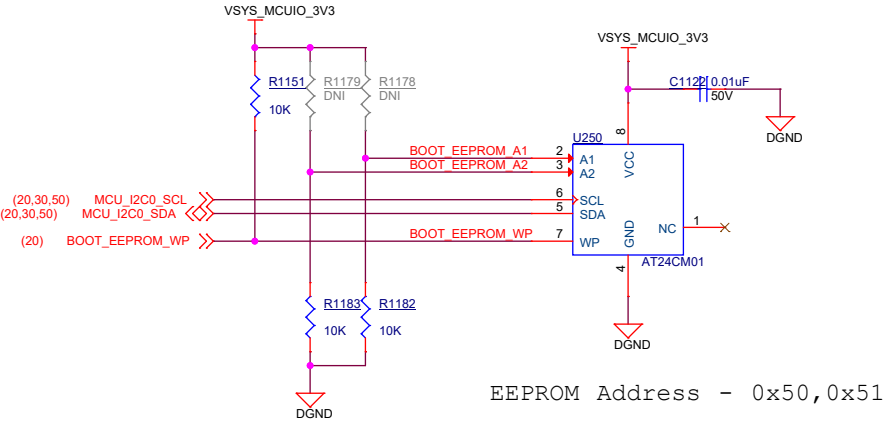 VSYS_MCUIO_3V3
VSYS_MCUIO_3V3
R1151
10K
R1179
DNI
R1178
DNI
C1122 0.01uF
50V
DGND
U250
8
VCC
BOOT_EEPROM_A1 2 A1
BOOT_EEPROM_A2 3 A2
(20,30,50) MCU_I2C0_SCL 6 SCL
(20,30,50) MCU_I2C0_SDA 5 SDA
(20) BOOT_EEPROM_WP BOOT_EEPROM_WP 7 WP
NC 1
GND
4
AT24CM01
R1183
10K
R1182
10K
DGND
DGND
EEPROM Address - 0x50,0x51